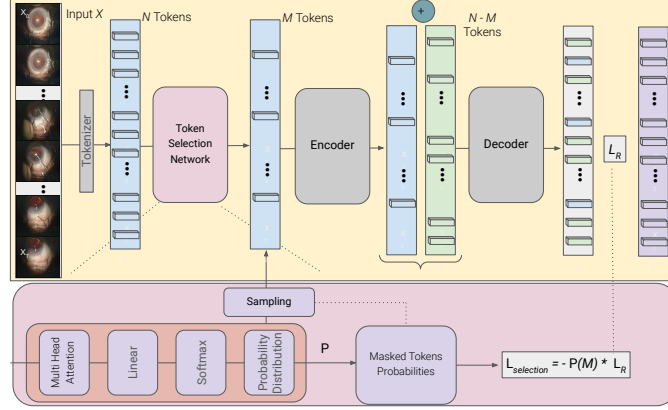 X
Input X
N Tokens
M Tokens
+
N - M
Tokens
Tokenizer
Token
Selection
Network
Encoder
Decoder
L_R
X
Sampling
Multi Head
Attention
Linear
Softmax
Probability
Distribution
P
Masked Tokens
Probabilities
L_selection = - P(M) * L_R